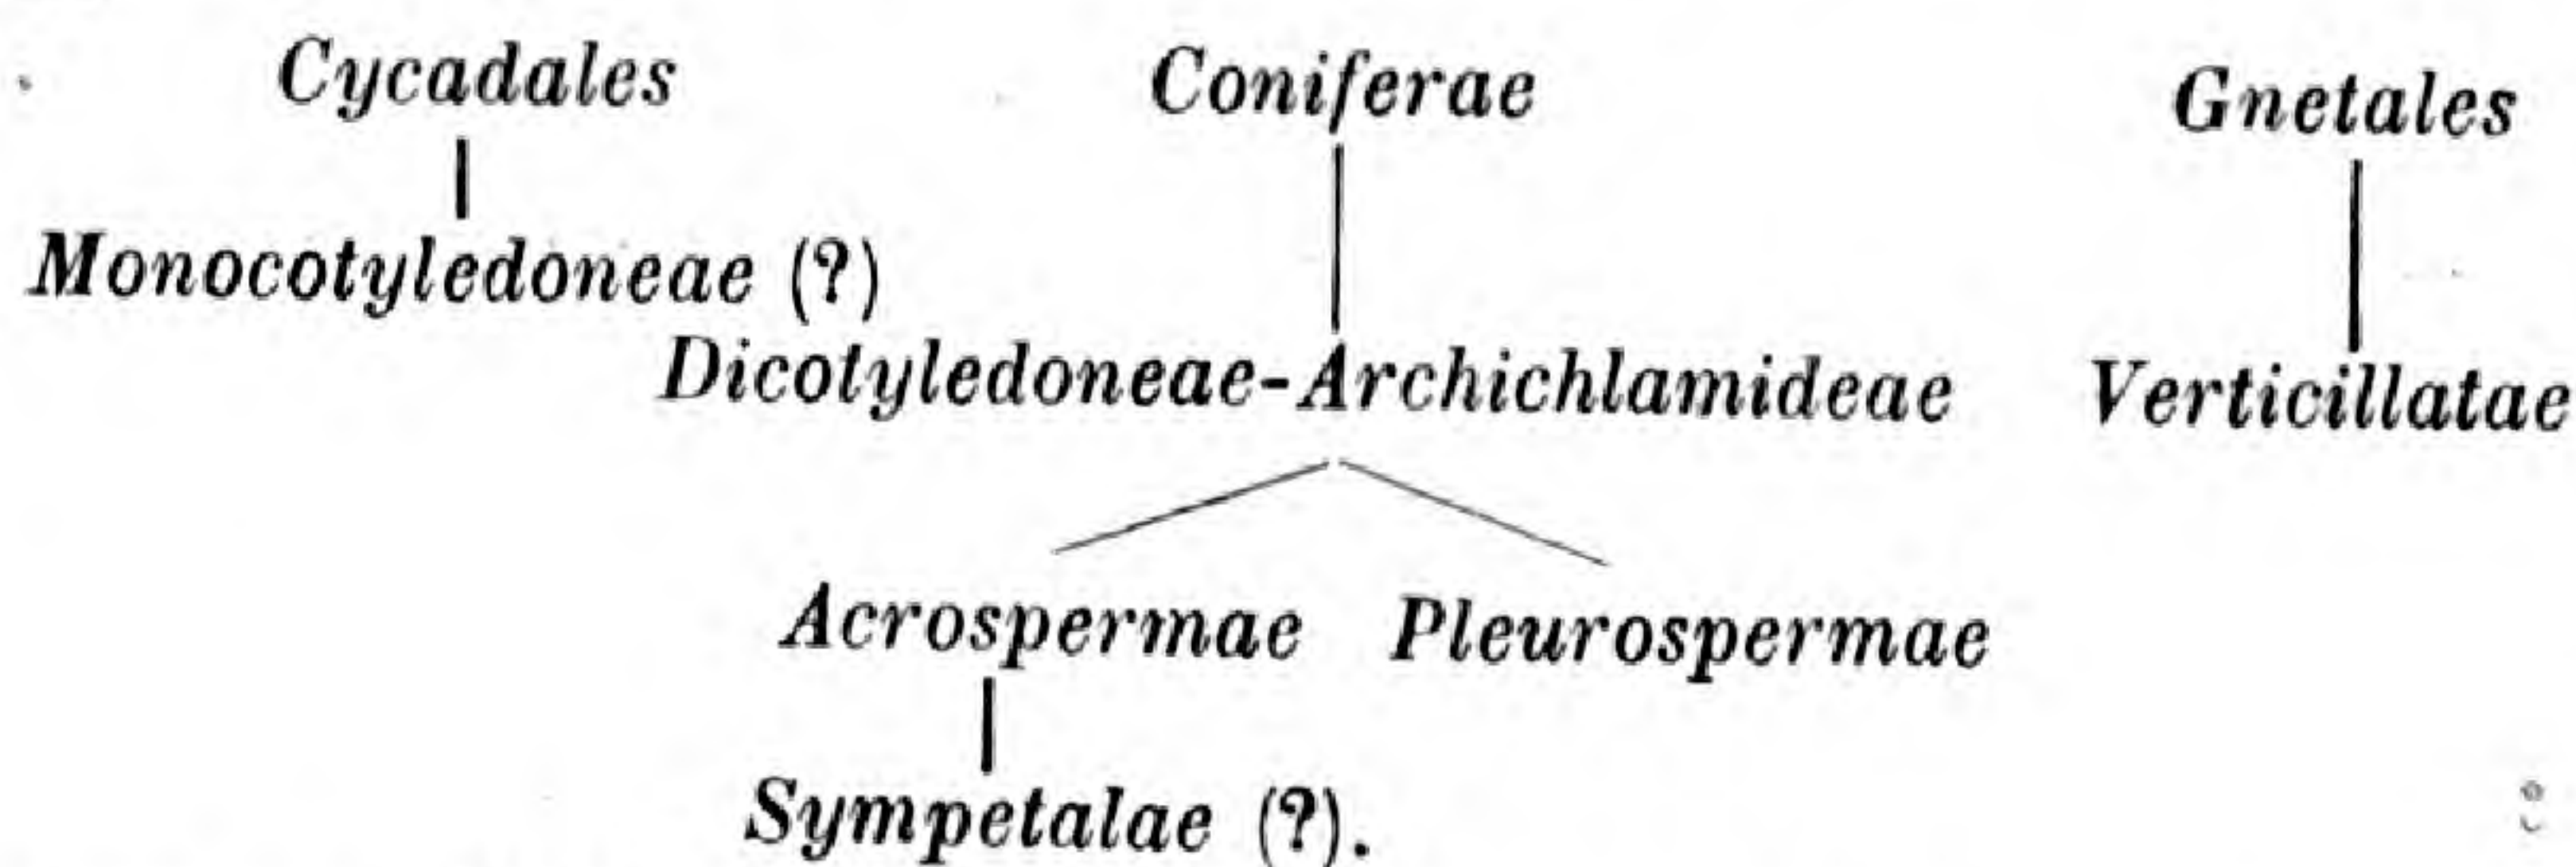 Cycadales Coniferae Gnetales
Monocotyledoneae (?)
Dicotyledoneae-Archichlamideae Verticillatae
Acrospermae Pleurospermae
Sympetalae (?).